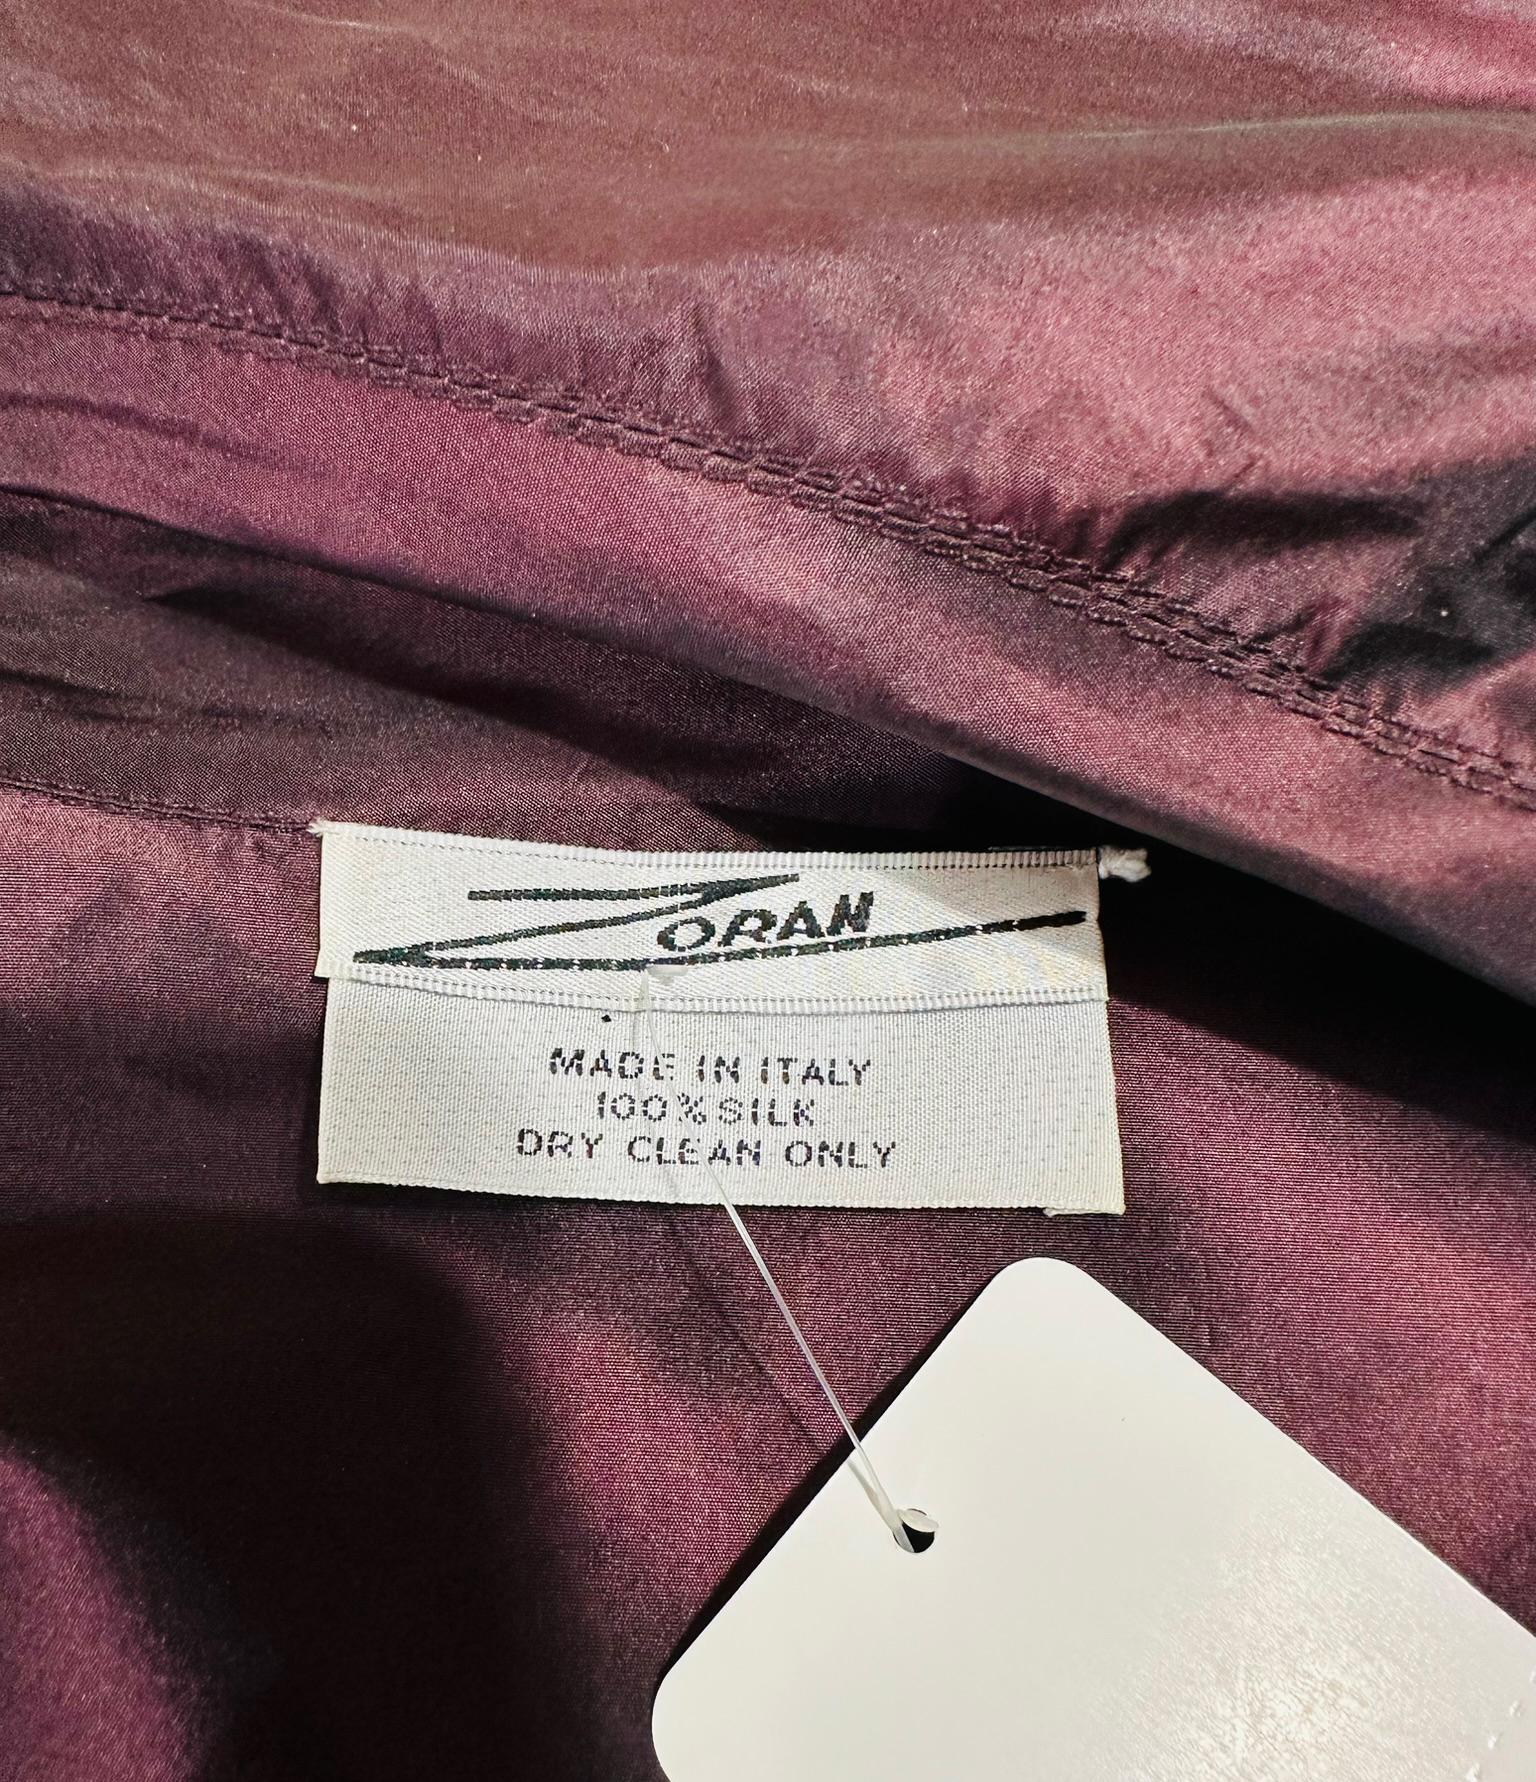 ZORAN
MADE IN ITALY
100% SILK
DRY CLEAN ONLY